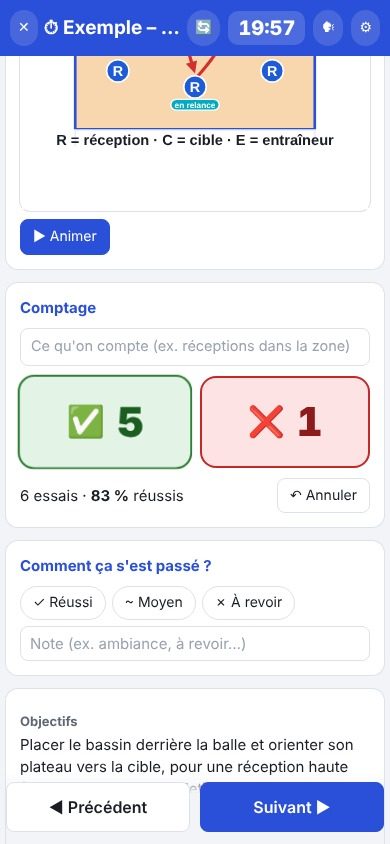 × ⏱ Exemple – ... 🔄 19:57 🗣 ⚙
R R
R
en relance
R = réception · C = cible · E = entraîneur
▶ Animer
Comptage
Ce qu'on compte (ex. réceptions dans la zone)
✅ 5 ❌ 1
6 essais · 83 % réussis ↶ Annuler
Comment ça s'est passé ?
✓ Réussi ~ Moyen × À revoir
Note (ex. ambiance, à revoir...)
Objectifs
Placer le bassin derrière la balle et orienter son
plateau vers la cible, pour une réception haute
◀ Précédent Suivant ▶